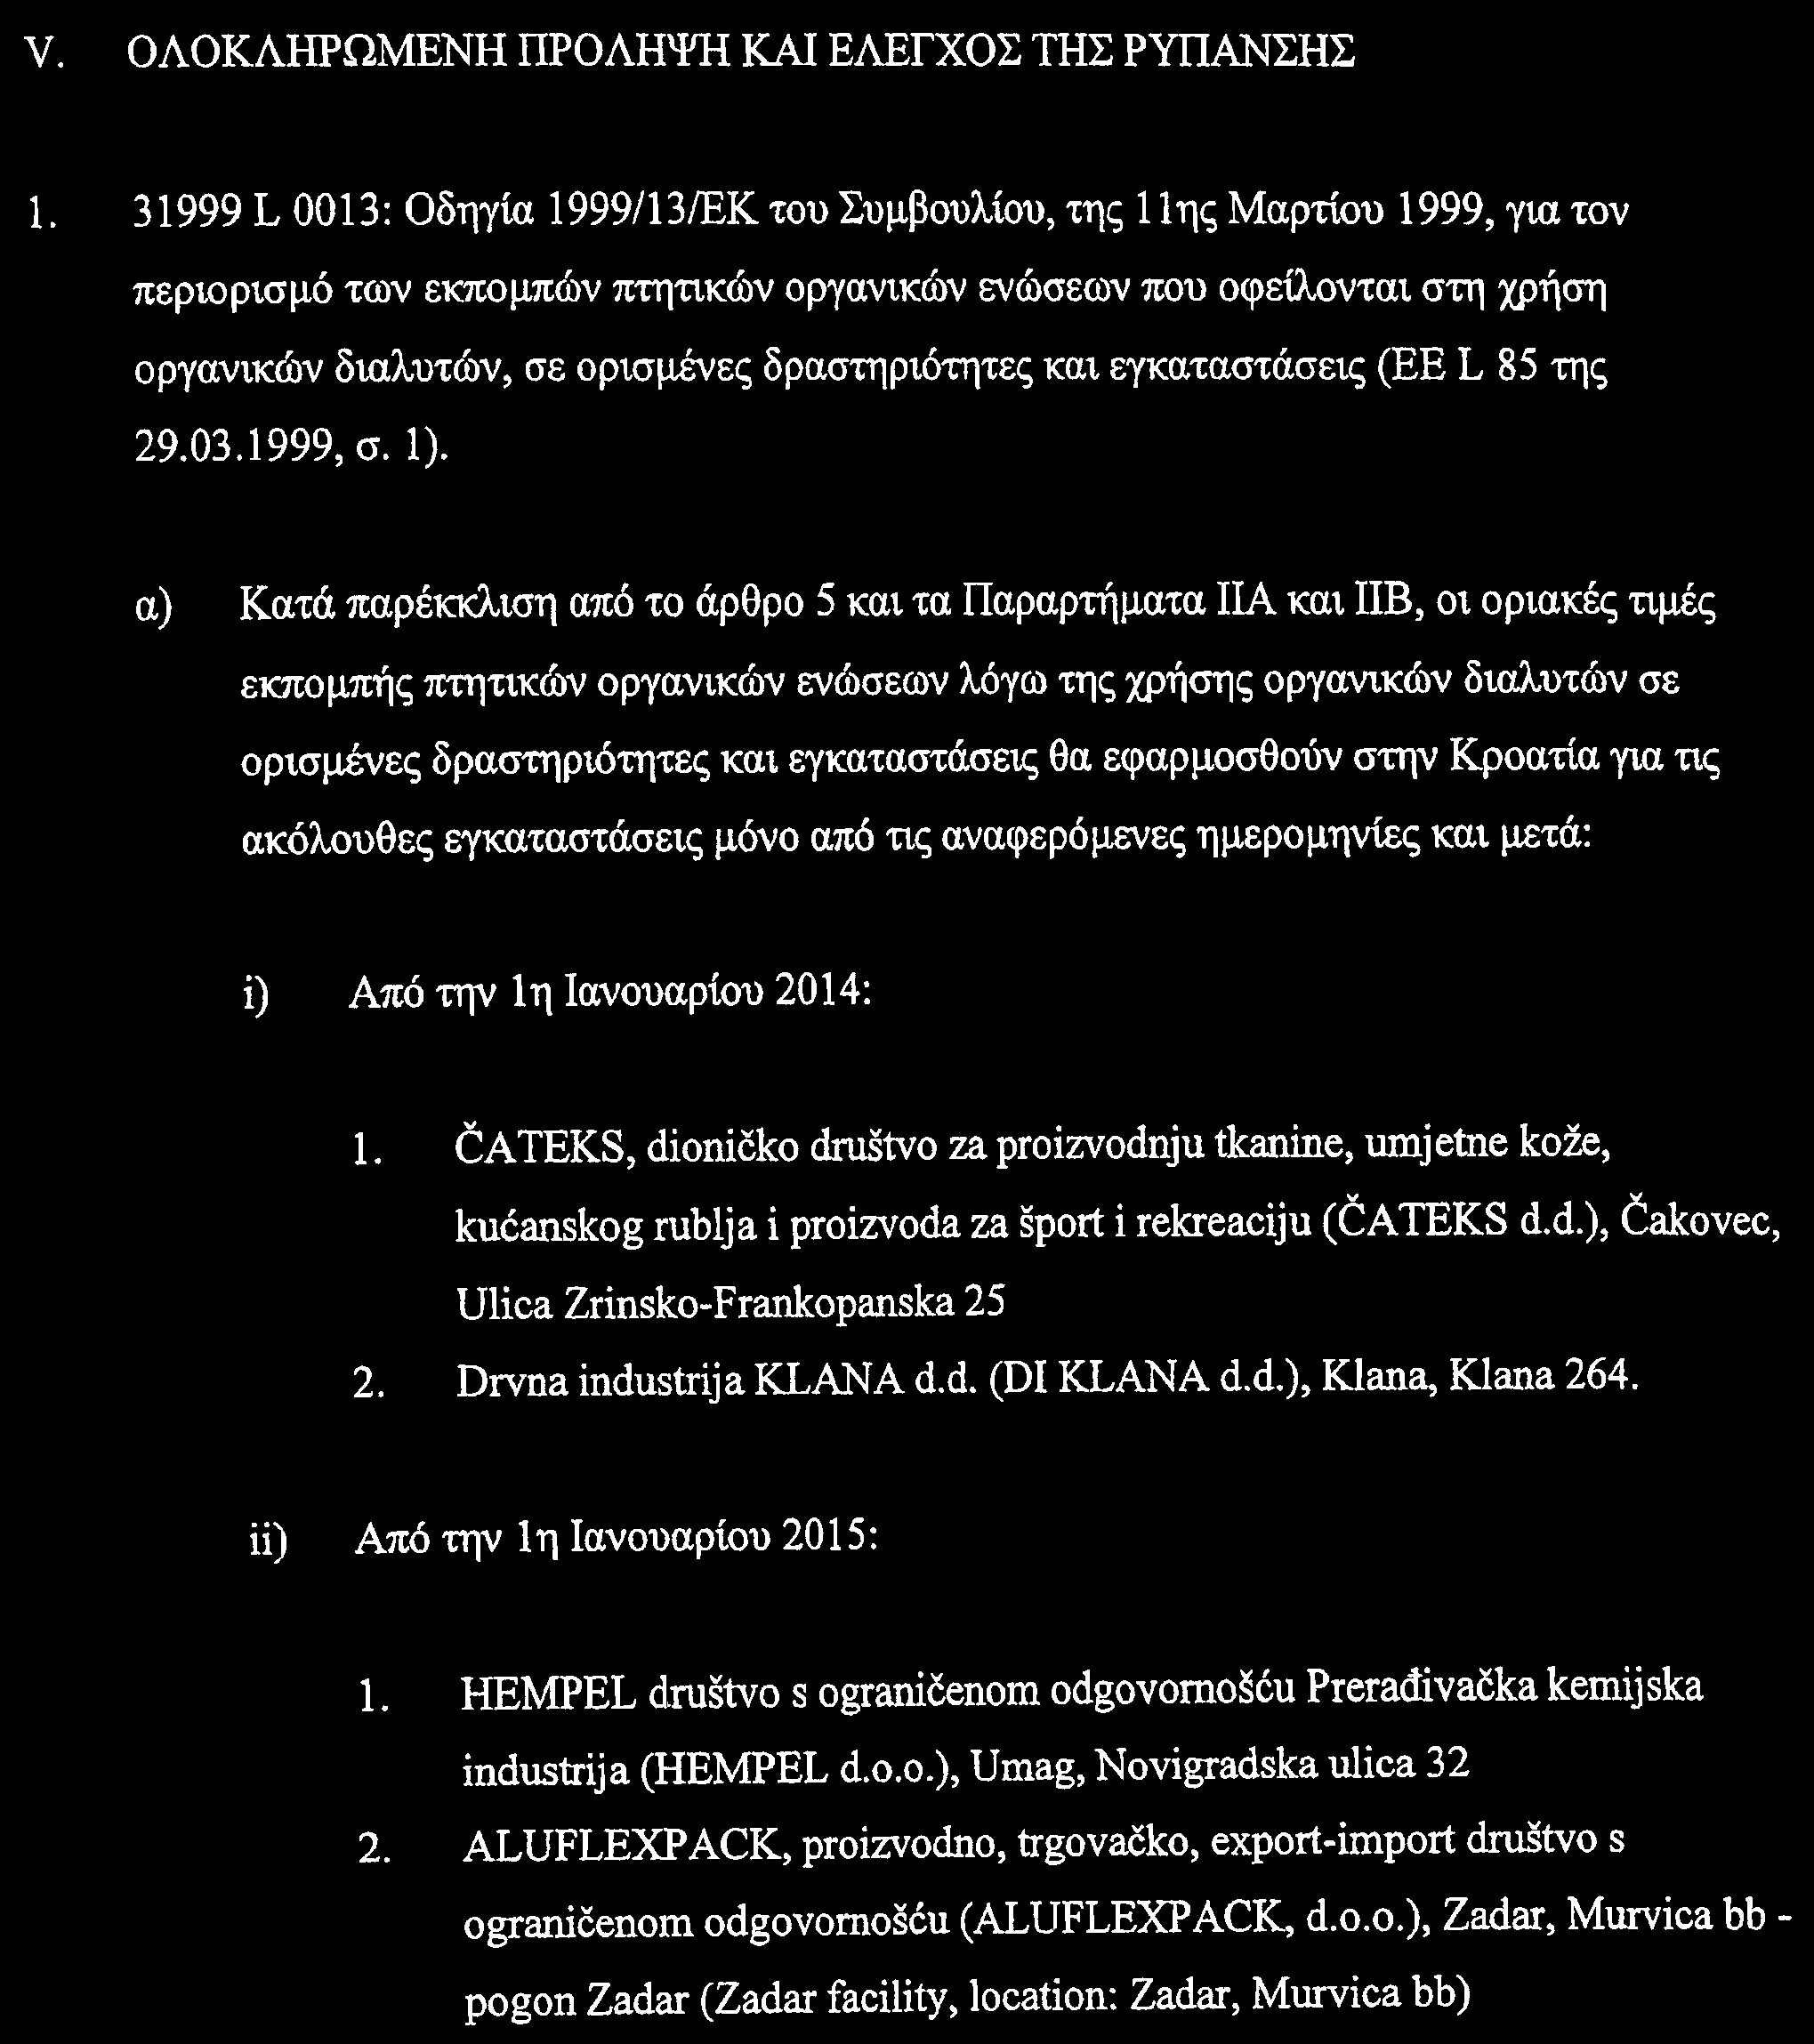 V. ΟΛΟΚΛΗΡΩΜΕΝΗ ΠΡΟΛΗΨΗ ΚΑΙ ΕΛΕΓΧΟΣ ΤΗΣ ΡΥΠΑΝΣΗΣ
1. 31999 L 0013: Οδηγία 1999/13/ΕΚ του Συμβουλίου, της 11ης Μαρτίου 1999, για τον
περιορισμό των εκπομπών πτητικών οργανικών ενώσεων που οφείλονται στη χρήση
οργανικών διαλυτών, σε ορισμένες δραστηριότητες και εγκαταστάσεις (ΕΕ L 85 της
29.03.1999, σ. 1).
α) Κατά παρέκκλιση από το άρθρο 5 και τα Παραρτήματα ΙΙΑ και ΙΙΒ, οι οριακές τιμές
εκπομπής πτητικών οργανικών ενώσεων λόγω της χρήσης οργανικών διαλυτών σε
ορισμένες δραστηριότητες και εγκαταστάσεις θα εφαρμοσθούν στην Κροατία για τις
ακόλουθες εγκαταστάσεις μόνο από τις αναφερόμενες ημερομηνίες και μετά:
i) Από την 1η Ιανουαρίου 2014:
1. ČATEKS, dioničko društvo za proizvodnju tkanine, umjetne kože,
kućanskog rublja i proizvoda za šport i rekreaciju (ČATEKS d.d.), Čakovec,
Ulica Zrinsko-Frankopanska 25
2. Drvna industrija KLANA d.d. (DI KLANA d.d.), Klana, Klana 264.
ii) Από την 1η Ιανουαρίου 2015:
1. HEMPEL društvo s ograničenom odgovornošću Prerađivačka kemijska
industrija (HEMPEL d.o.o.), Umag, Novigradska ulica 32
2. ALUFLEXPACK, proizvodno, trgovačko, export-import društvo s
ograničenom odgovornošću (ALUFLEXPACK, d.o.o.), Zadar, Murvica bb -
pogon Zadar (Zadar facility, location: Zadar, Murvica bb)